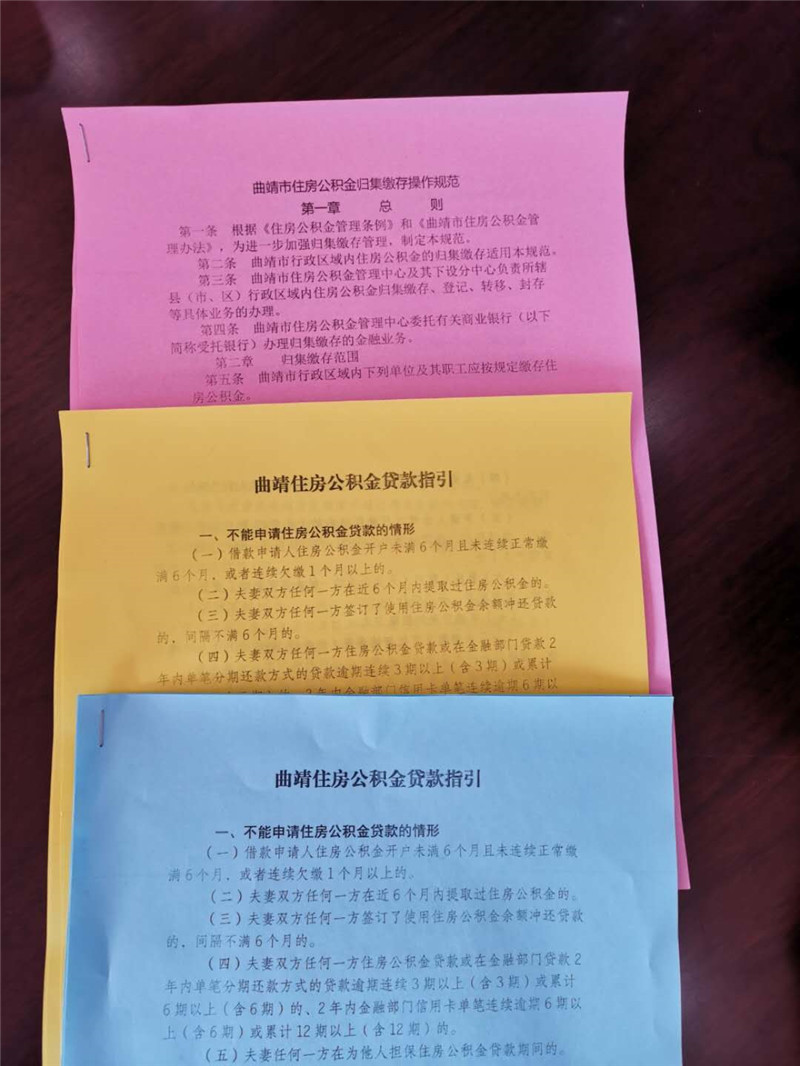 曲靖市住房公积金归集缴存操作规范
第一章 总 则
第一条 根据《住房公积金管理条例》和《曲靖市住房公积金管
理办法》，为进一步加强归集缴存管理，制定本规范。
第二条 曲靖市行政区域内住房公积金的归集缴存适用本规范。
第三条 曲靖市住房公积金管理中心及其下设分中心负责所辖
县（市、区）行政区域内住房公积金归集缴存、登记、转移、封存
等具体业务的办理。
第四条 曲靖市住房公积金管理中心委托有关商业银行（以下
简称受托银行）办理归集缴存的金融业务。
第二章 归集缴存范围
第五条 曲靖市行政区域内下列单位及其职工应按规定缴存住
房公积金。
曲靖住房公积金贷款指引
一、不能申请住房公积金贷款的情形
（一）借款申请人住房公积金开户未满6个月且未连续正常缴
满6个月，或者连续欠缴1个月以上的。
（二）夫妻双方任何一方在近6个月内提取过住房公积金的。
（三）夫妻双方任何一方签订了使用住房公积金余额冲还贷款
的，间隔不满6个月的。
（四）夫妻双方任何一方住房公积金贷款或在金融部门贷款2
年内单笔分期还款方式的贷款逾期连续3期以上（含3期）或累计
期）的、2年内金融部门信用卡单笔连续逾期6期以
曲靖住房公积金贷款指引
一、不能申请住房公积金贷款的情形
（一）借款申请人住房公积金开户未满6个月且未连续正常缴
满6个月，或者连续欠缴1个月以上的。
（二）夫妻双方任何一方在近6个月内提取过住房公积金的。
（三）夫妻双方任何一方签订了使用住房公积金余额冲还贷款
的，间隔不满6个月的。
（四）夫妻双方任何一方住房公积金贷款或在金融部门贷款2
年内单笔分期还款方式的贷款逾期连续3期以上（含3期）或累计
6期以上（含6期）的、2年内金融部门信用卡单笔连续逾期6期以
上（含6期）或累计12期以上（含12期）的。
（五）夫妻任何一方在为他人担保住房公积金贷款期间的。